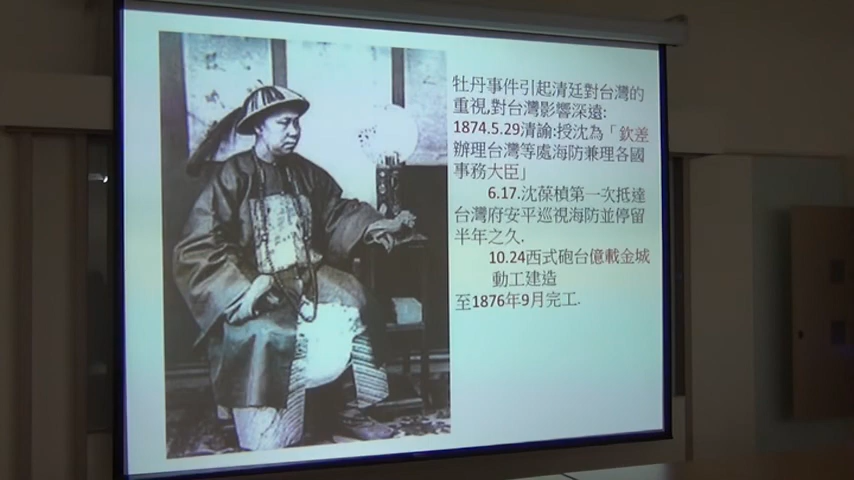 牡丹事件引起清廷對台灣的
重視,對台灣影響深遠:
1874.5.29清諭:授沈為「欽差
辦理台灣等處海防兼理各國
事務大臣」
6.17.沈葆楨第一次抵達
台灣府安平巡視海防並停留
半年之久.
10.24西式砲台億載金城
動工建造
至1876年9月完工.